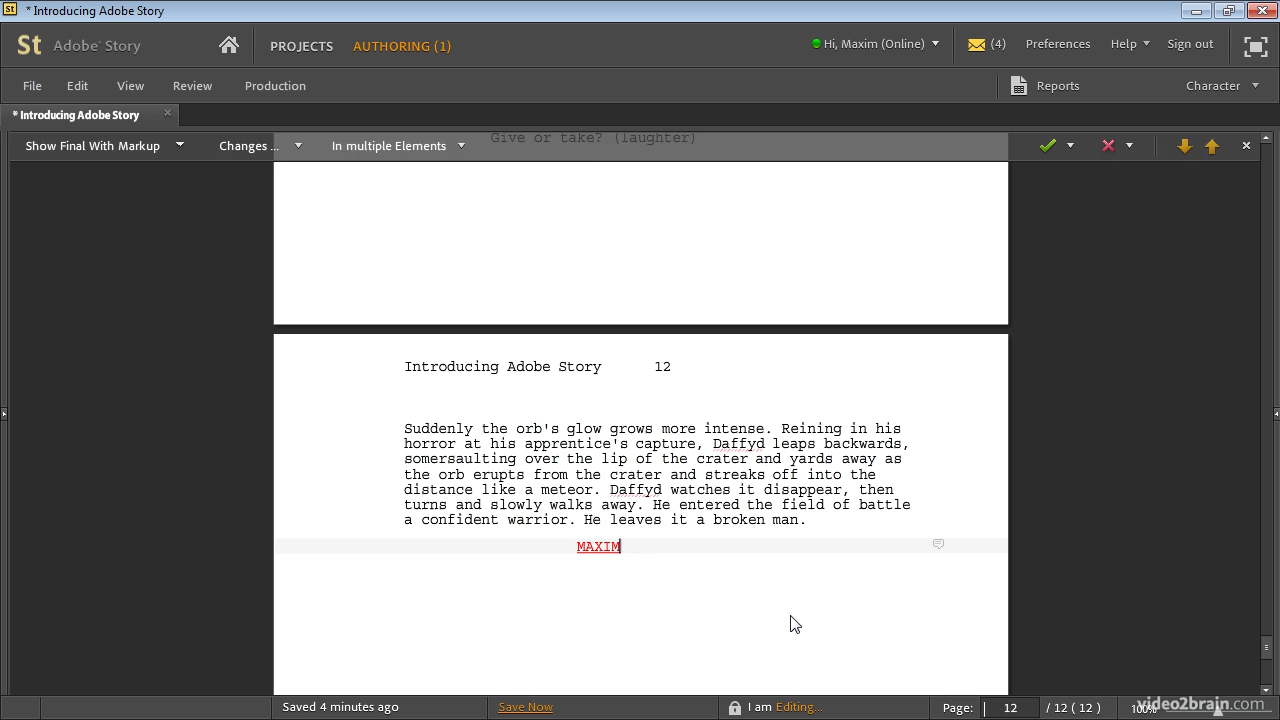 St * Introducing Adobe Story
St Adobe® Story PROJECTS AUTHORING (1) Hi, Maxim (Online) (4) Preferences Help Sign out
File Edit View Review Production Reports Character
* Introducing Adobe Story
Give or take? (laughter)
Show Final With Markup Changes ... In multiple Elements
Introducing Adobe Story 12
Suddenly the orb's glow grows more intense. Reining in his
horror at his apprentice's capture, Daffyd leaps backwards,
somersaulting over the lip of the crater and yards away as
the orb erupts from the crater and streaks off into the
distance like a meteor. Daffyd watches it disappear, then
turns and slowly walks away. He entered the field of battle
a confident warrior. He leaves it a broken man.
MAXIM
Saved 4 minutes ago Save Now I am Editing... Page: 12 / 12 ( 12 ) 100%
video2brain.com